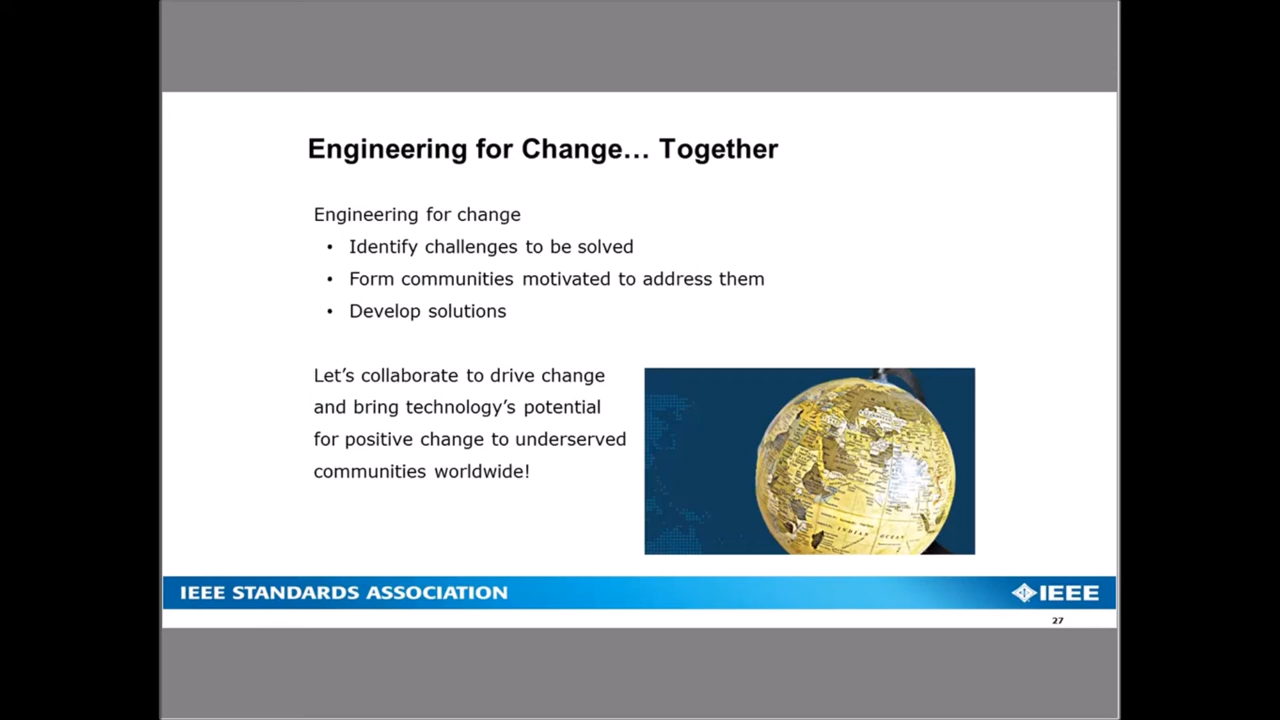 Engineering for Change… Together
Engineering for change
• Identify challenges to be solved
• Form communities motivated to address them
• Develop solutions
Let’s collaborate to drive change
and bring technology’s potential
for positive change to underserved
communities worldwide!
INDIAN OCEAN
IEEE STANDARDS ASSOCIATION
IEEE
27